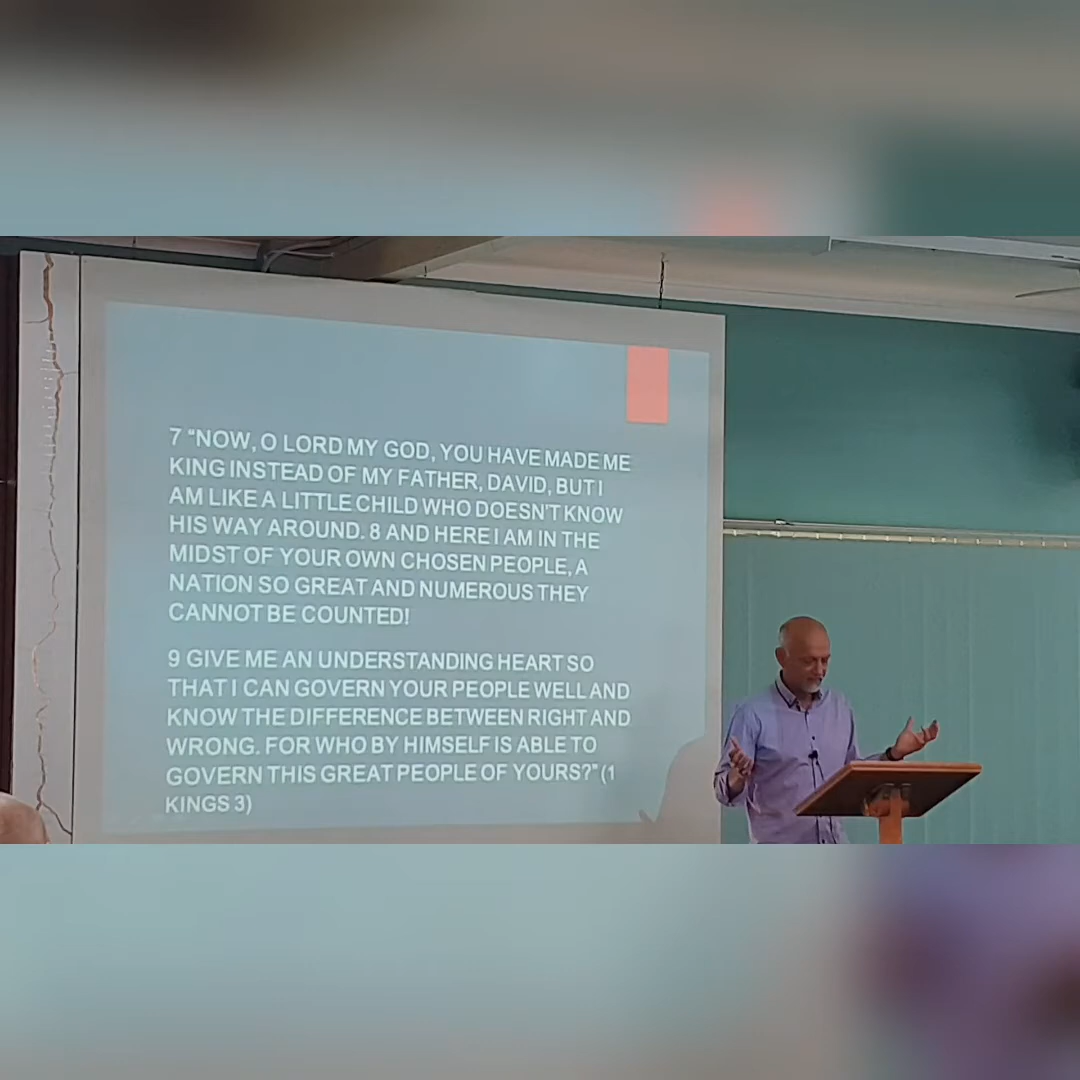 7 “NOW, O LORD MY GOD, YOU HAVE MADE ME
KING INSTEAD OF MY FATHER, DAVID, BUT I
AM LIKE A LITTLE CHILD WHO DOESN’T KNOW
HIS WAY AROUND. 8 AND HERE I AM IN THE
MIDST OF YOUR OWN CHOSEN PEOPLE, A
NATION SO GREAT AND NUMEROUS THEY
CANNOT BE COUNTED!
9 GIVE ME AN UNDERSTANDING HEART SO
THAT I CAN GOVERN YOUR PEOPLE WELL AND
KNOW THE DIFFERENCE BETWEEN RIGHT AND
WRONG. FOR WHO BY HIMSELF IS ABLE TO
GOVERN THIS GREAT PEOPLE OF YOURS?” (1
KINGS 3)